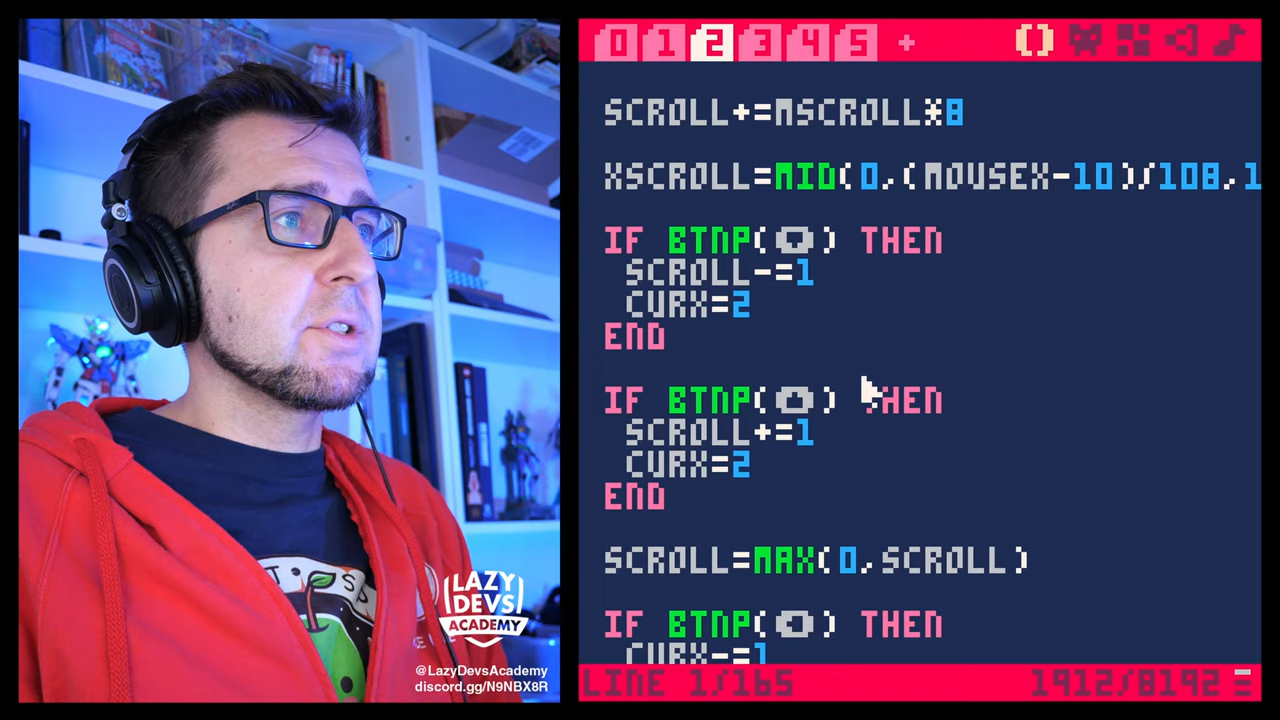 0 1 2 3 4 5 +
SCROLL+=MSCROLL*8
XSCROLL=MID(0,(MOUSEX-10)/108,1
IF BTNP(⬇️) THEN
SCROLL-=1
CURX=2
END
IF BTNP(⬆️) THEN
SCROLL+=1
CURX=2
END
SCROLL=MAX(0,SCROLL)
IF BTNP(⬅️) THEN
CURX-=1
LINE 1/165
1912/8192
LAZY
DEVS
ACADEMY
@LazyDevsAcademy
discord.gg/N9NBX8R